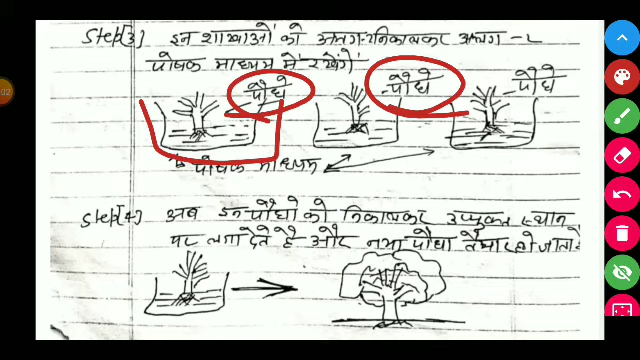 Step[3] इन शाखाओं को अलग-2 निकालकर अलग-2
पोषक माध्यम में रखेंगे
पौधे पौधे पौधे
पोषक माध्यम
Step[4] अब इन पौधों को निकालकर उपयुक्त स्थान
पर लगा देते है और नया पौधा तैयार हो जाता है
02